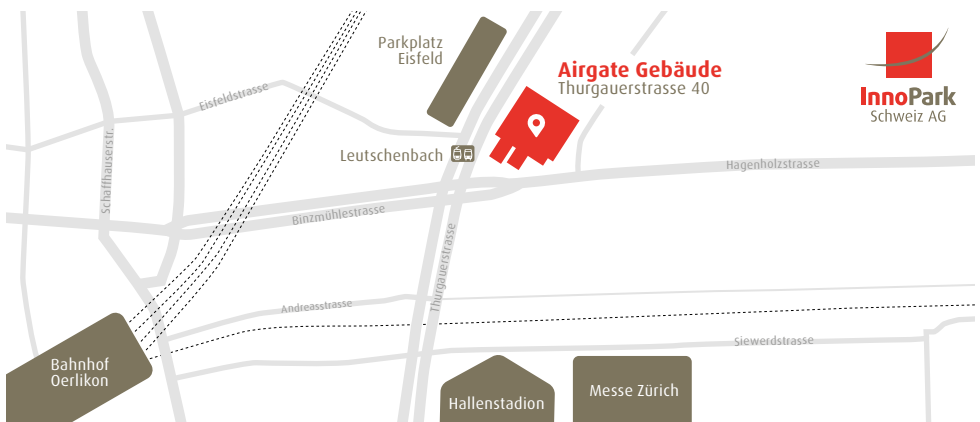 Parkplatz
Eisfeld
Airgate Gebäude
Thurgauerstrasse 40
InnoPark
Schweiz AG
Eisfeldstrasse
Schaffhauserstr.
Leutschenbach
Hagenholzstrasse
Binzmühlestrasse
Thurgauerstrasse
Andreasstrasse
Siewerdstrasse
Bahnhof
Oerlikon
Hallenstadion
Messe Zürich